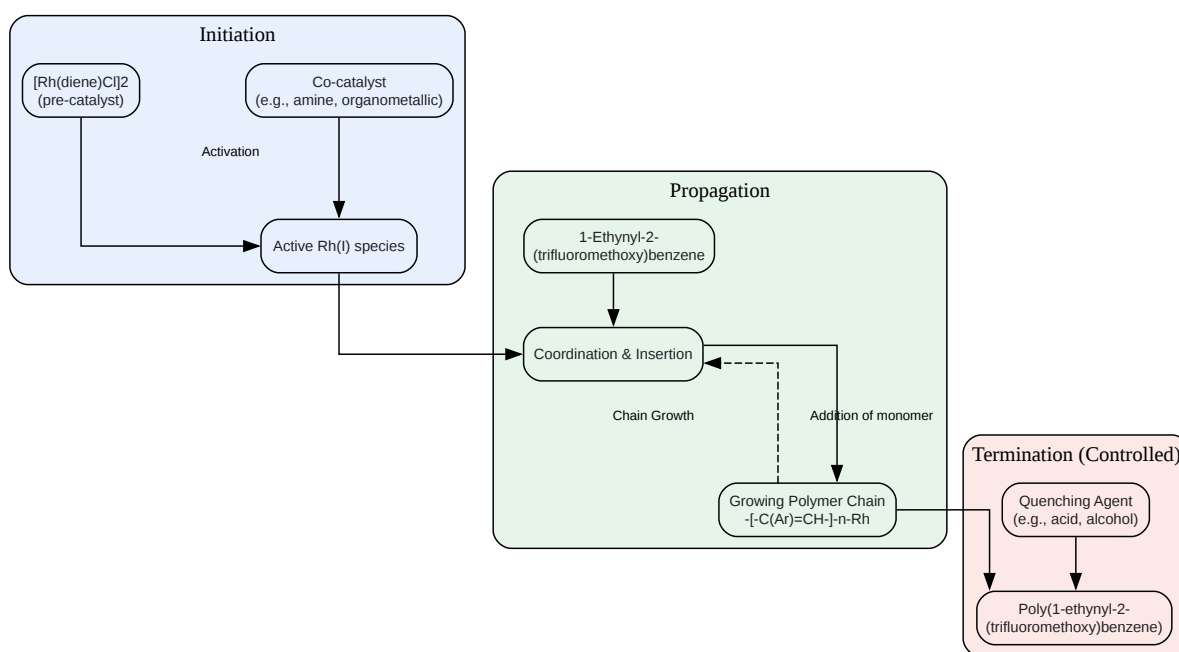 Initiation
[Rh(diene)Cl]2
(pre-catalyst)
Co-catalyst
(e.g., amine, organometallic)
Activation
Active Rh(I) species
Propagation
1-Ethynyl-2-
(trifluoromethoxy)benzene
Coordination & Insertion
Chain Growth
Addition of monomer
Growing Polymer Chain
-[-C(Ar)=CH-]-n-Rh
Termination (Controlled)
Quenching Agent
(e.g., acid, alcohol)
Poly(1-ethynyl-2-
(trifluoromethoxy)benzene)